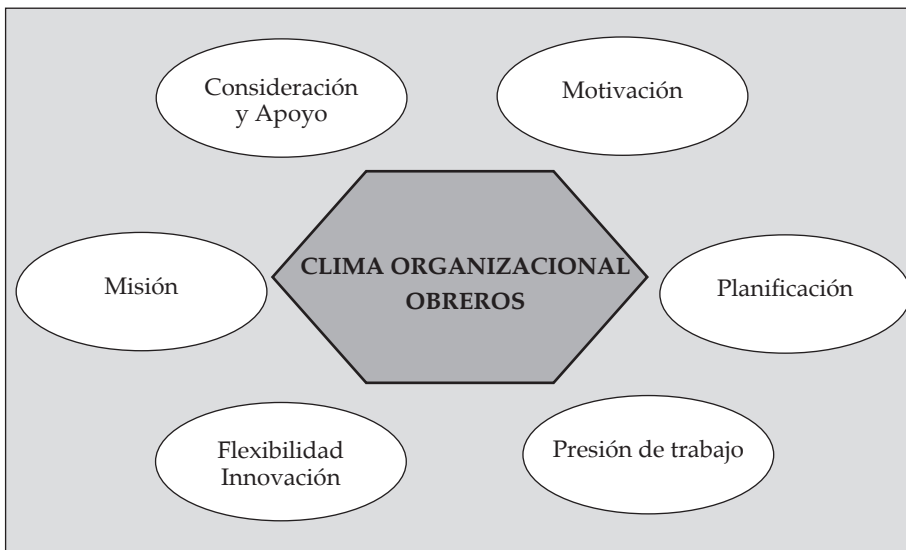 Consideración
y Apoyo
Motivación
Misión
CLIMA ORGANIZACIONAL
OBREROS
Planificación
Flexibilidad
Innovación
Presión de trabajo